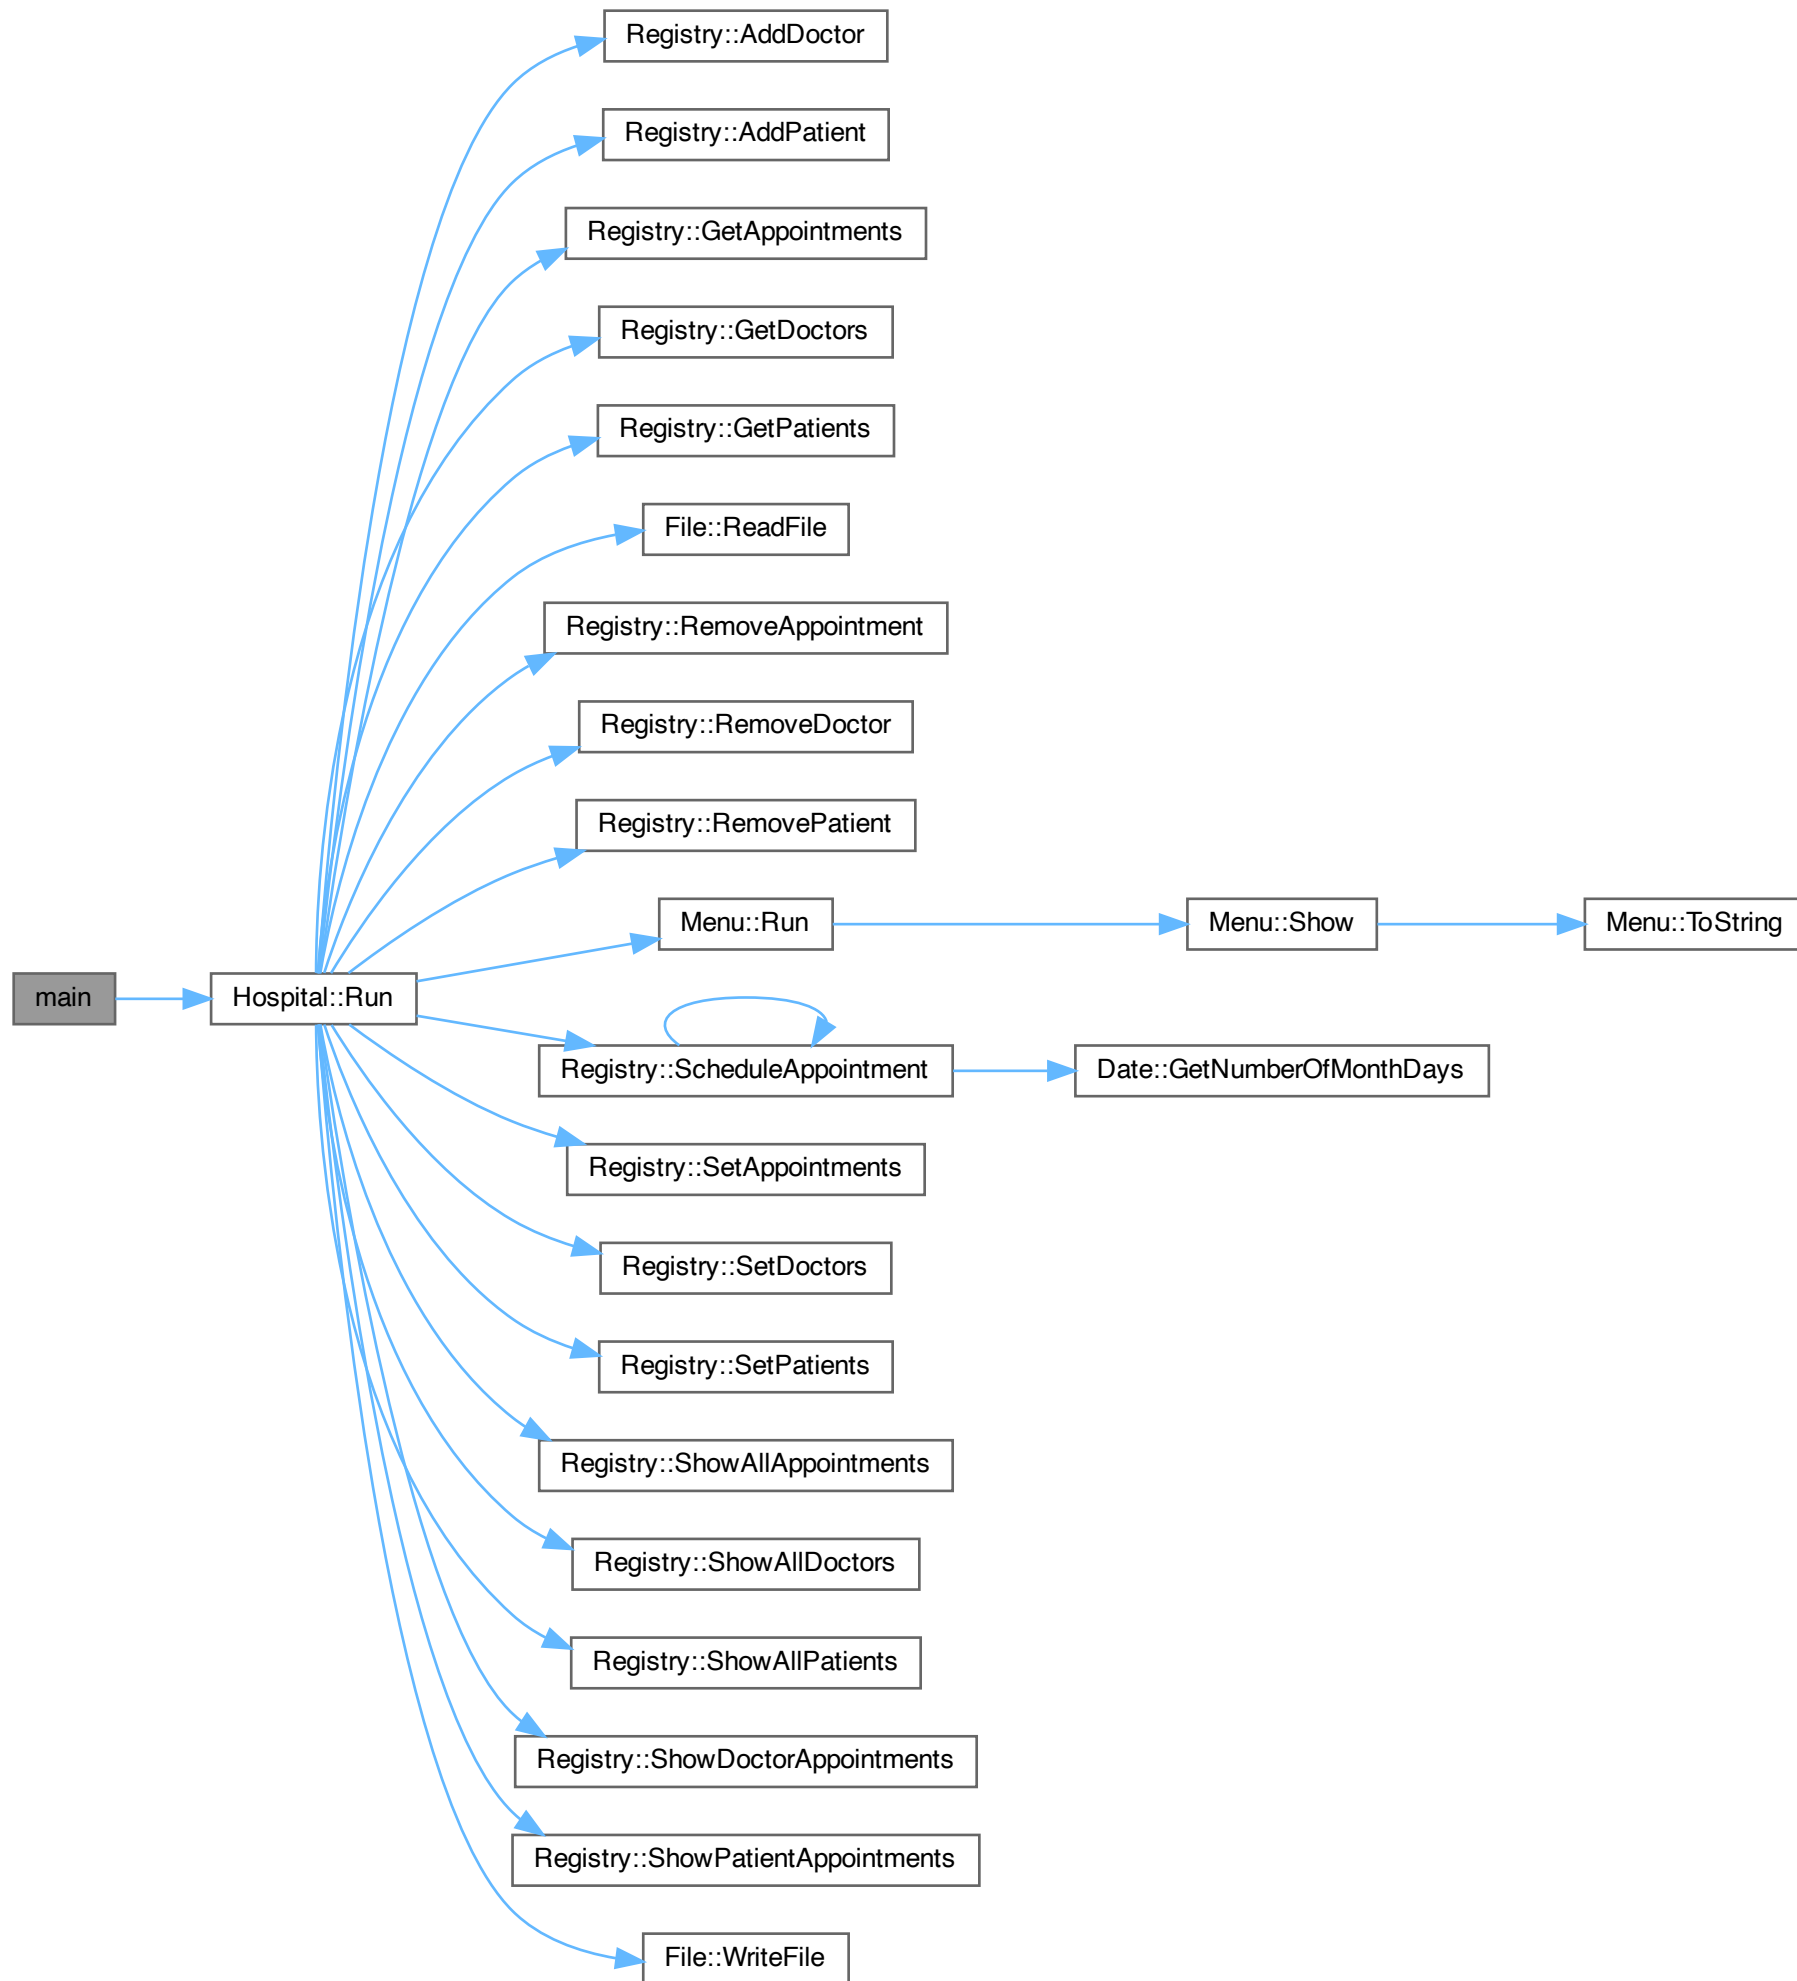 Registry::AddDoctor
Registry::AddPatient
Registry::GetAppointments
Registry::GetDoctors
Registry::GetPatients
File::ReadFile
Registry::RemoveAppointment
Registry::RemoveDoctor
Registry::RemovePatient
Menu::Run
Menu::Show
Menu::ToString
main
Hospital::Run
Registry::ScheduleAppointment
Date::GetNumberOfMonthDays
Registry::SetAppointments
Registry::SetDoctors
Registry::SetPatients
Registry::ShowAllAppointments
Registry::ShowAllDoctors
Registry::ShowAllPatients
Registry::ShowDoctorAppointments
Registry::ShowPatientAppointments
File::WriteFile